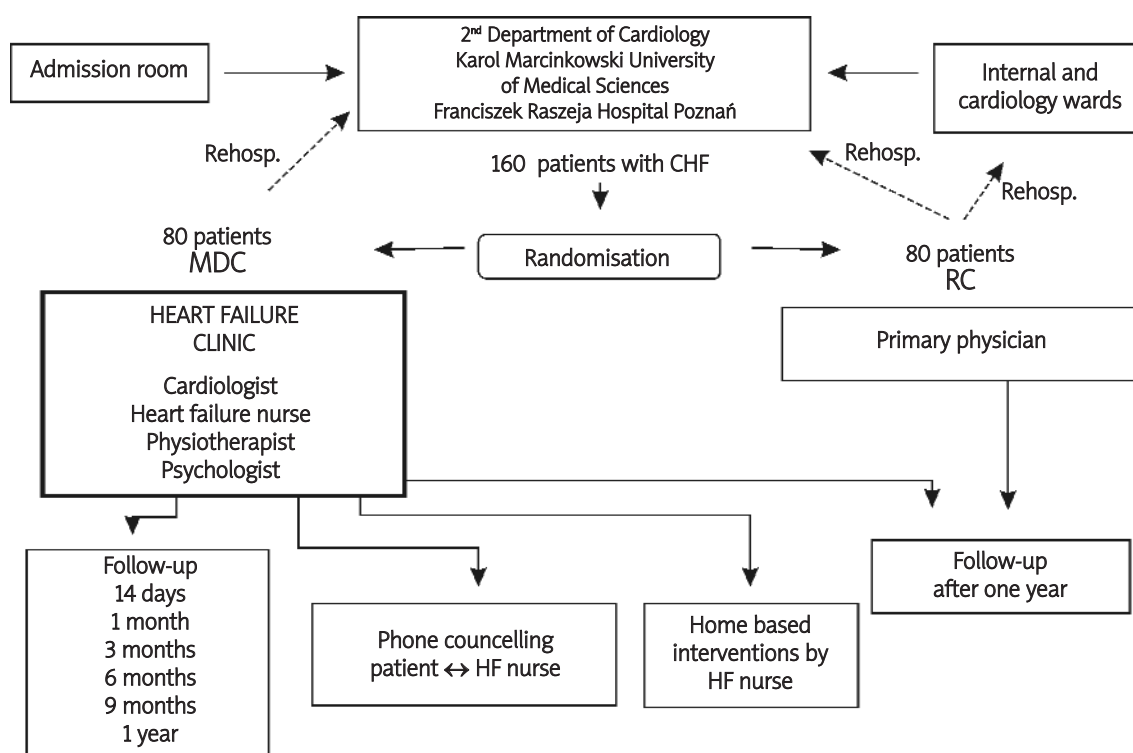 Admission room
2nd Department of Cardiology
Karol Marcinkowski University
of Medical Sciences
Franciszek Raszeja Hospital Poznań
Internal and
cardiology wards
Rehosp.
160 patients with CHF
Rehosp.
Rehosp.
80 patients
MDC
Randomisation
80 patients
RC
HEART FAILURE
CLINIC
Cardiologist
Heart failure nurse
Physiotherapist
Psychologist
Primary physician
Follow-up
14 days
1 month
3 months
6 months
9 months
1 year
Phone councelling
patient ↔ HF nurse
Home based
interventions by
HF nurse
Follow-up
after one year